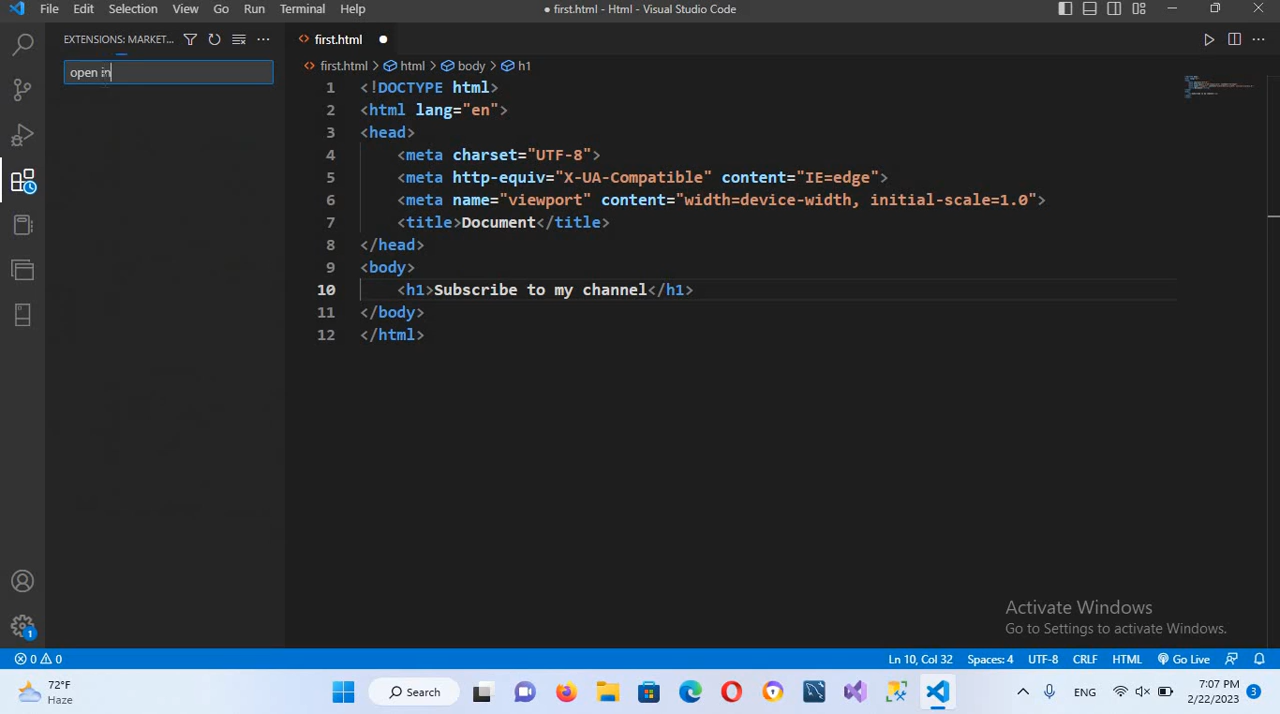 File Edit Selection View Go Run Terminal Help
● first.html - Html - Visual Studio Code
EXTENSIONS: MARKET...
first.html ●
open in
first.html > html > body > h1
1 <!DOCTYPE html>
2 <html lang="en">
3 <head>
4 <meta charset="UTF-8">
5 <meta http-equiv="X-UA-Compatible" content="IE=edge">
6 <meta name="viewport" content="width=device-width, initial-scale=1.0">
7 <title>Document</title>
8 </head>
9 <body>
10 <h1>Subscribe to my channel</h1>
11 </body>
12 </html>
1
Activate Windows
Go to Settings to activate Windows.
0 0 Ln 10, Col 32 Spaces: 4 UTF-8 CRLF HTML Go Live
72°F
Haze
Search
ENG
7:07 PM
2/22/2023
3